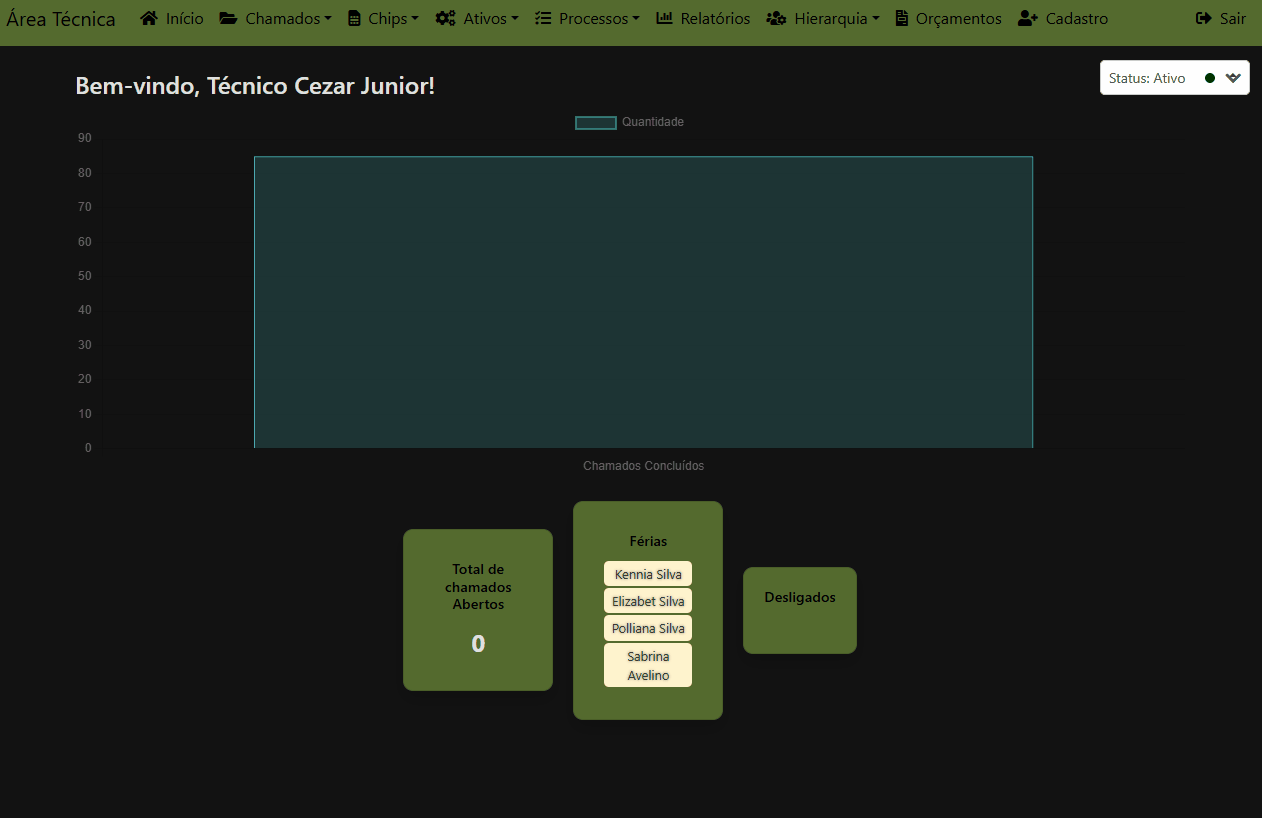 Área Técnica Início Chamados Chips Ativos Processos Relatórios Hierarquia Orçamentos Cadastro Sair
Bem-vindo, Técnico Cezar Junior!
Status: Ativo
Quantidade
90
80
70
60
50
40
30
20
10
0
Chamados Concluídos
Total de
chamados
Abertos
0
Férias
Kennia Silva
Elizabet Silva
Polliana Silva
Sabrina
Avelino
Desligados